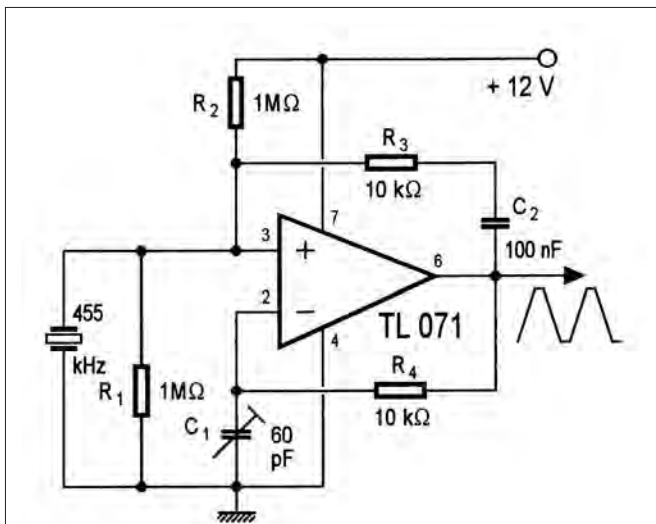 + 12 V
R2
1MΩ
R3
10 kΩ
C2
100 nF
7
3
+
6
2
−
TL 071
4
455
kHz
R1
1MΩ
R4
10 kΩ
C1
60
pF